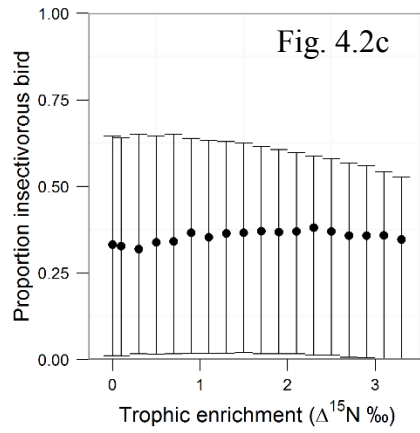 Fig. 4.2c
Proportion insectivorous bird
1.00
0.75
0.50
0.25
0.00
0 1 2 3
Trophic enrichment (Δ¹⁵N ‰)